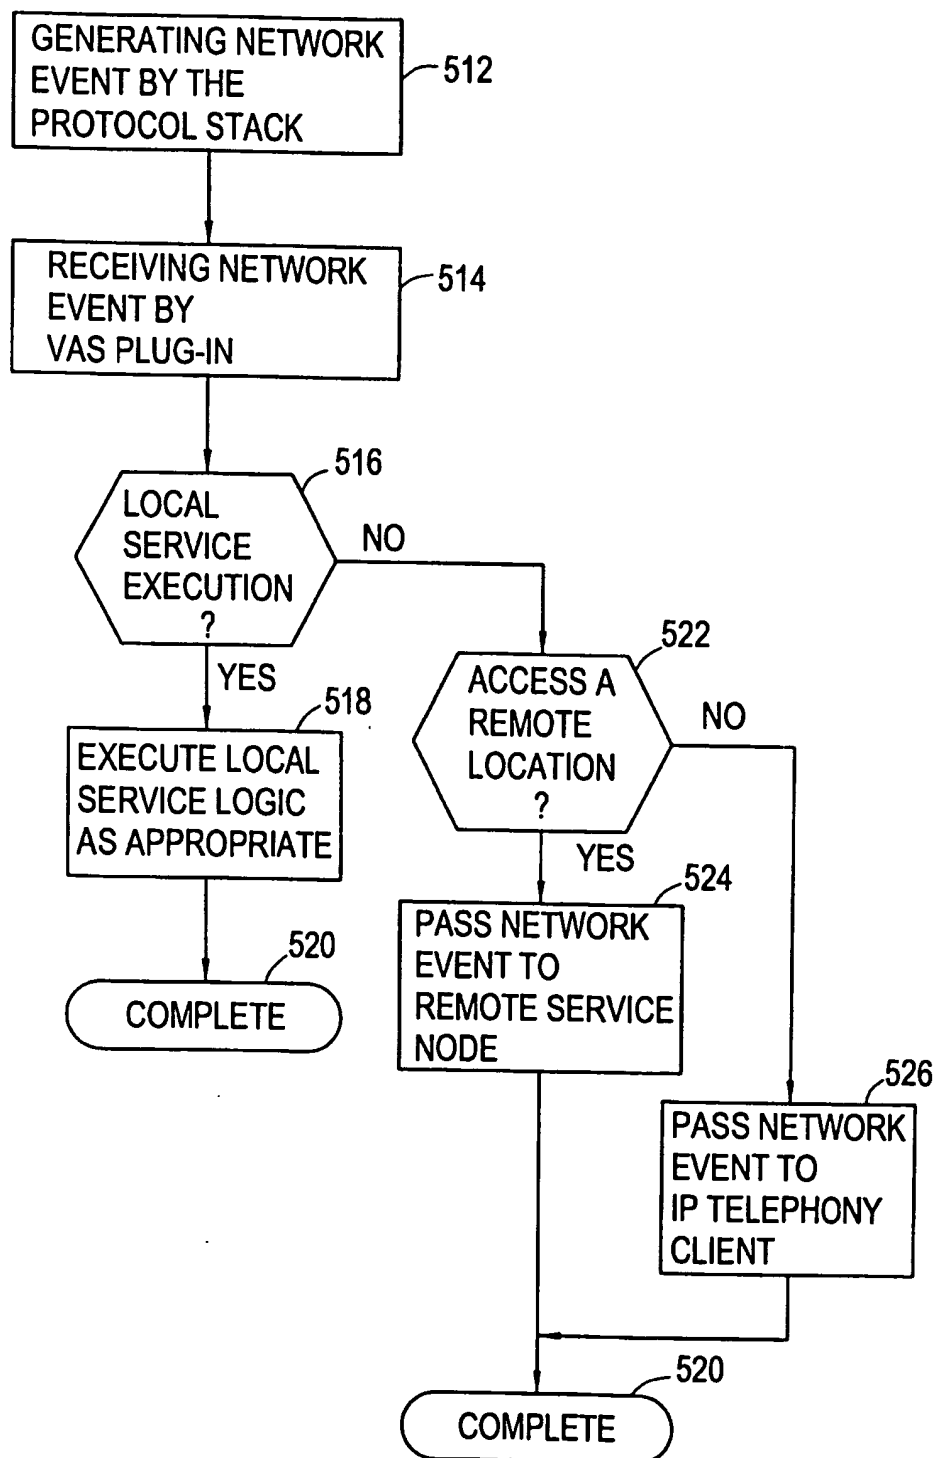 GENERATING NETWORK
EVENT BY THE
PROTOCOL STACK
512
RECEIVING NETWORK
EVENT BY
VAS PLUG-IN
514
516
LOCAL
SERVICE
EXECUTION
?
NO
YES
522
ACCESS A
REMOTE
LOCATION
?
NO
YES
518
EXECUTE LOCAL
SERVICE LOGIC
AS APPROPRIATE
524
PASS NETWORK
EVENT TO
REMOTE SERVICE
NODE
520
COMPLETE
526
PASS NETWORK
EVENT TO
IP TELEPHONY
CLIENT
520
COMPLETE